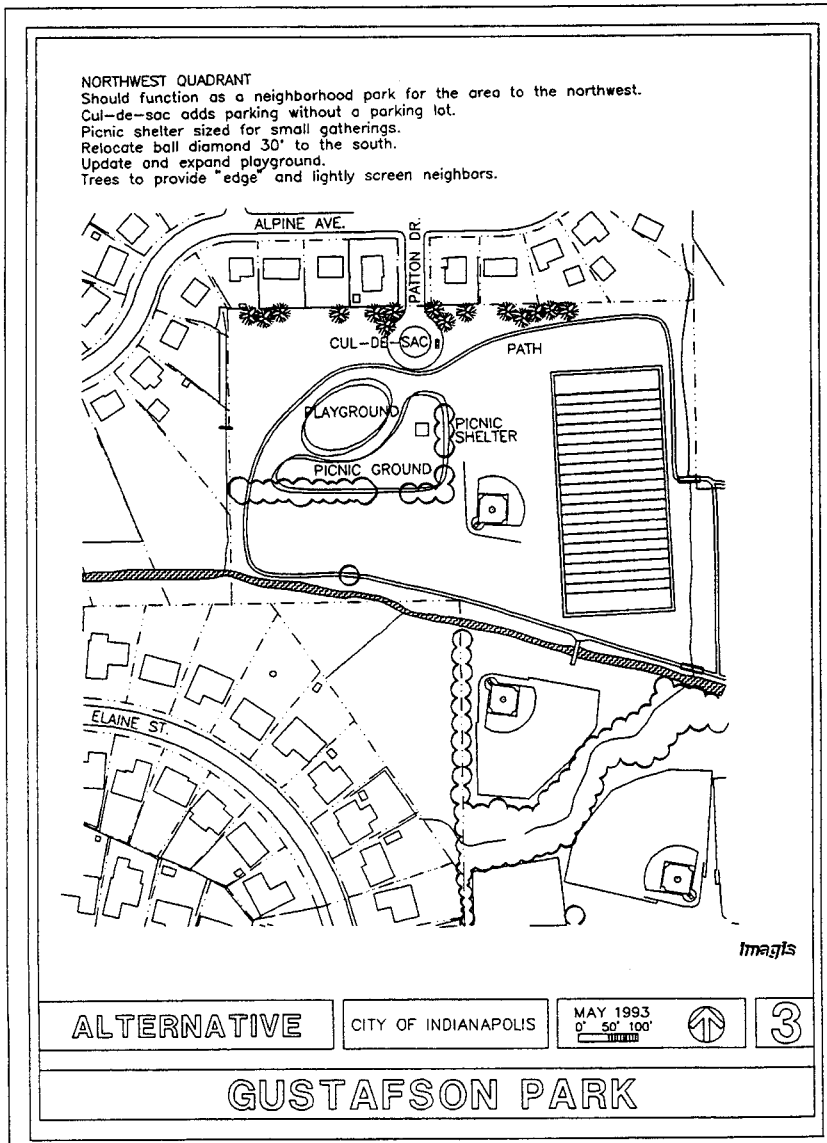 NORTHWEST QUADRANT
Should function as a neighborhood park for the area to the northwest.
Cul-de-sac adds parking without a parking lot.
Picnic shelter sized for small gatherings.
Relocate ball diamond 30' to the south.
Update and expand playground.
Trees to provide "edge" and lightly screen neighbors.
ALPINE AVE.
PATTON DR.
CUL-DE-SAC
PATH
PLAYGROUND
PICNIC
SHELTER
PICNIC GROUND
ELAINE ST.
imagis
ALTERNATIVE
CITY OF INDIANAPOLIS
MAY 1993
0' 50' 100'
3
GUSTAFSON PARK